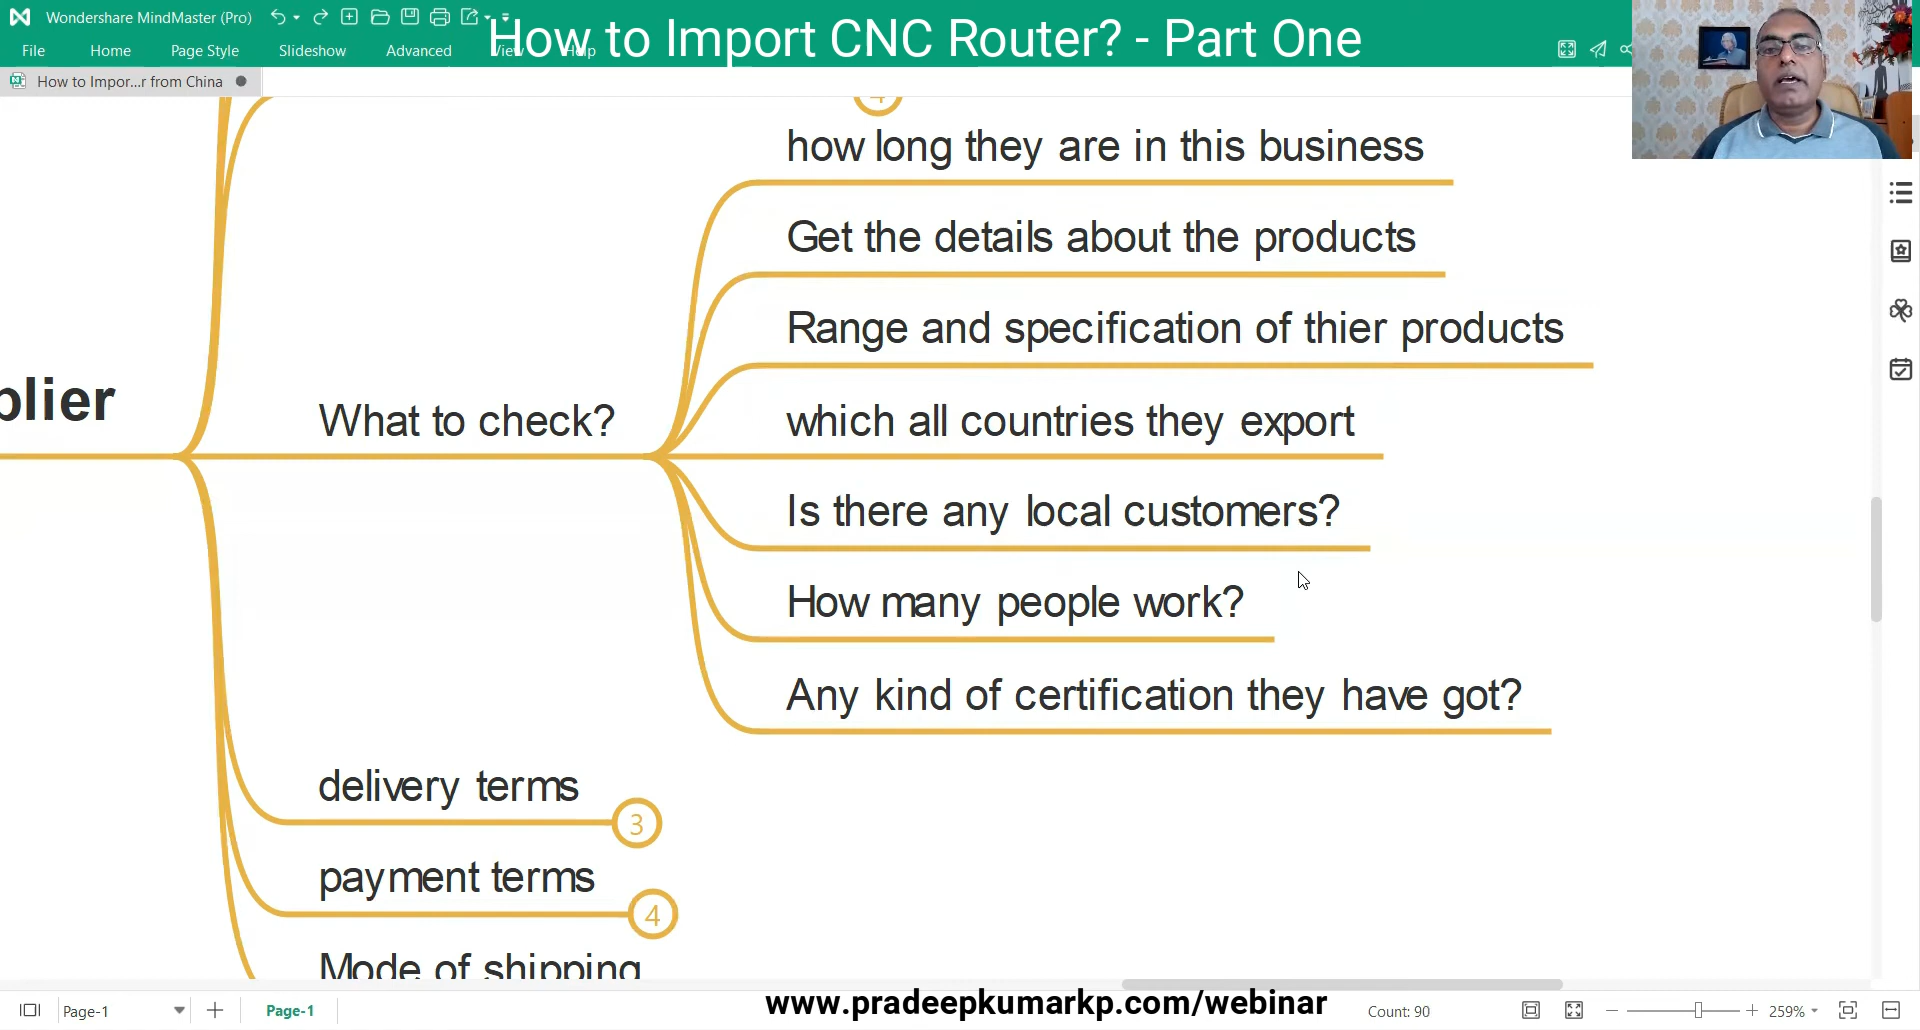 Wondershare MindMaster (Pro)
How to Import CNC Router? - Part One
File Home Page Style Slideshow Advanced View Help
How to Impor...r from China
4
how long they are in this business
Get the details about the products
Range and specification of thier products
plier
What to check?
which all countries they export
Is there any local customers?
How many people work?
Any kind of certification they have got?
delivery terms
3
payment terms
4
Mode of shipping
www.pradeepkumarkp.com/webinar
Page-1
Page-1
Count: 90
259%